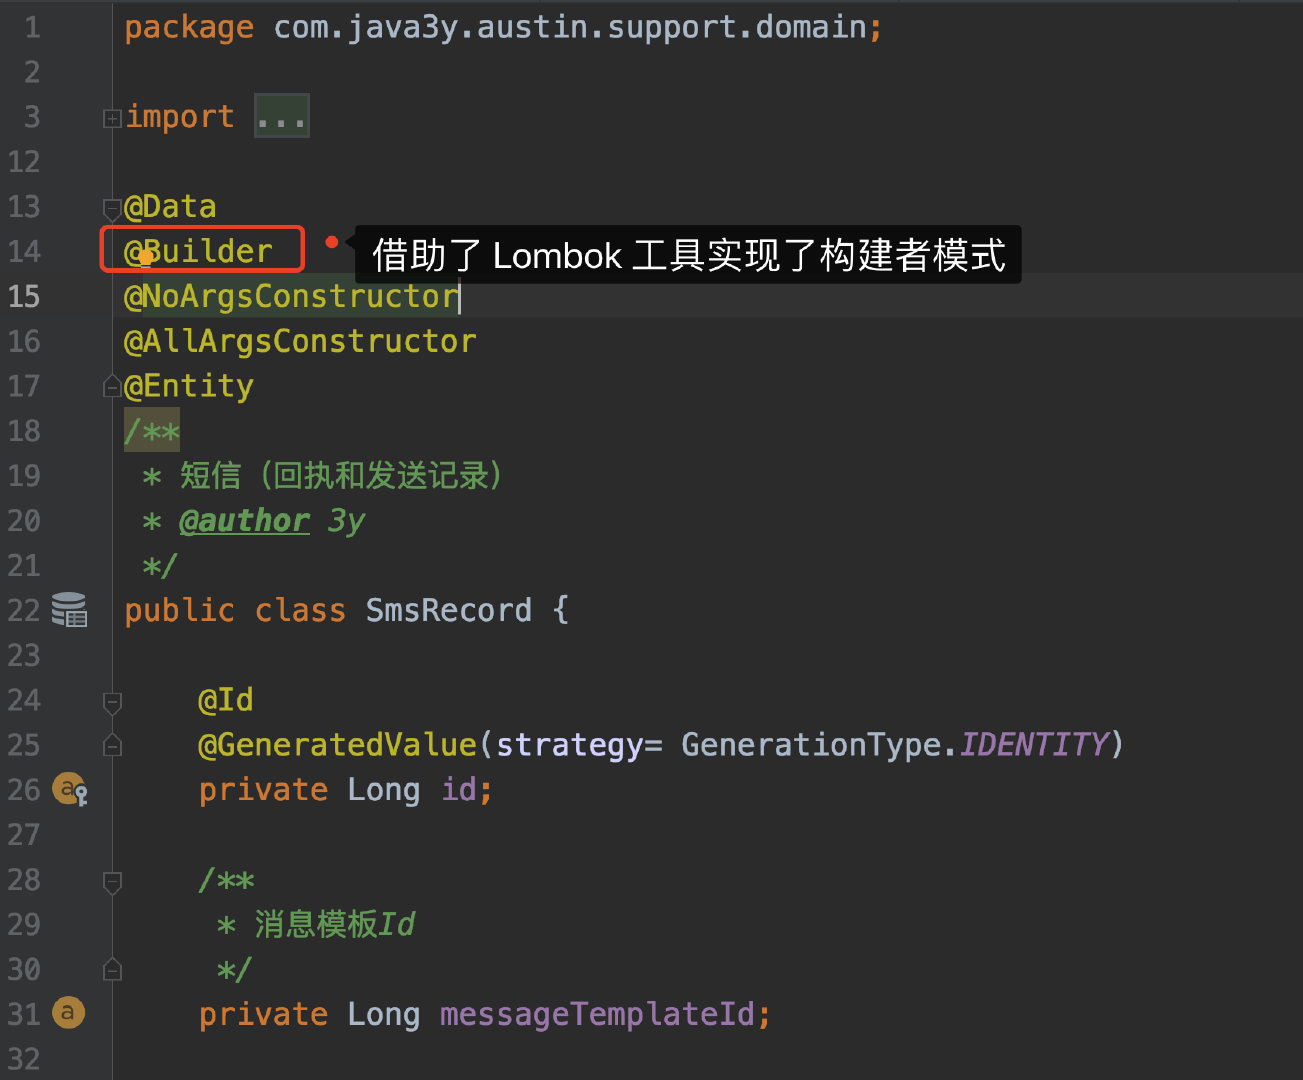 1 package com.java3y.austin.support.domain;
2
3 import ...
12
13 @Data
14 @Builder 借助了 Lombok 工具实现了构建者模式
15 @NoArgsConstructor
16 @AllArgsConstructor
17 @Entity
18 /**
19 * 短信（回执和发送记录）
20 * @author 3y
21 */
22 public class SmsRecord {
23
24 @Id
25 @GeneratedValue(strategy= GenerationType.IDENTITY)
26 a private Long id;
27
28 /**
29 * 消息模板Id
30 */
31 a private Long messageTemplateId;
32